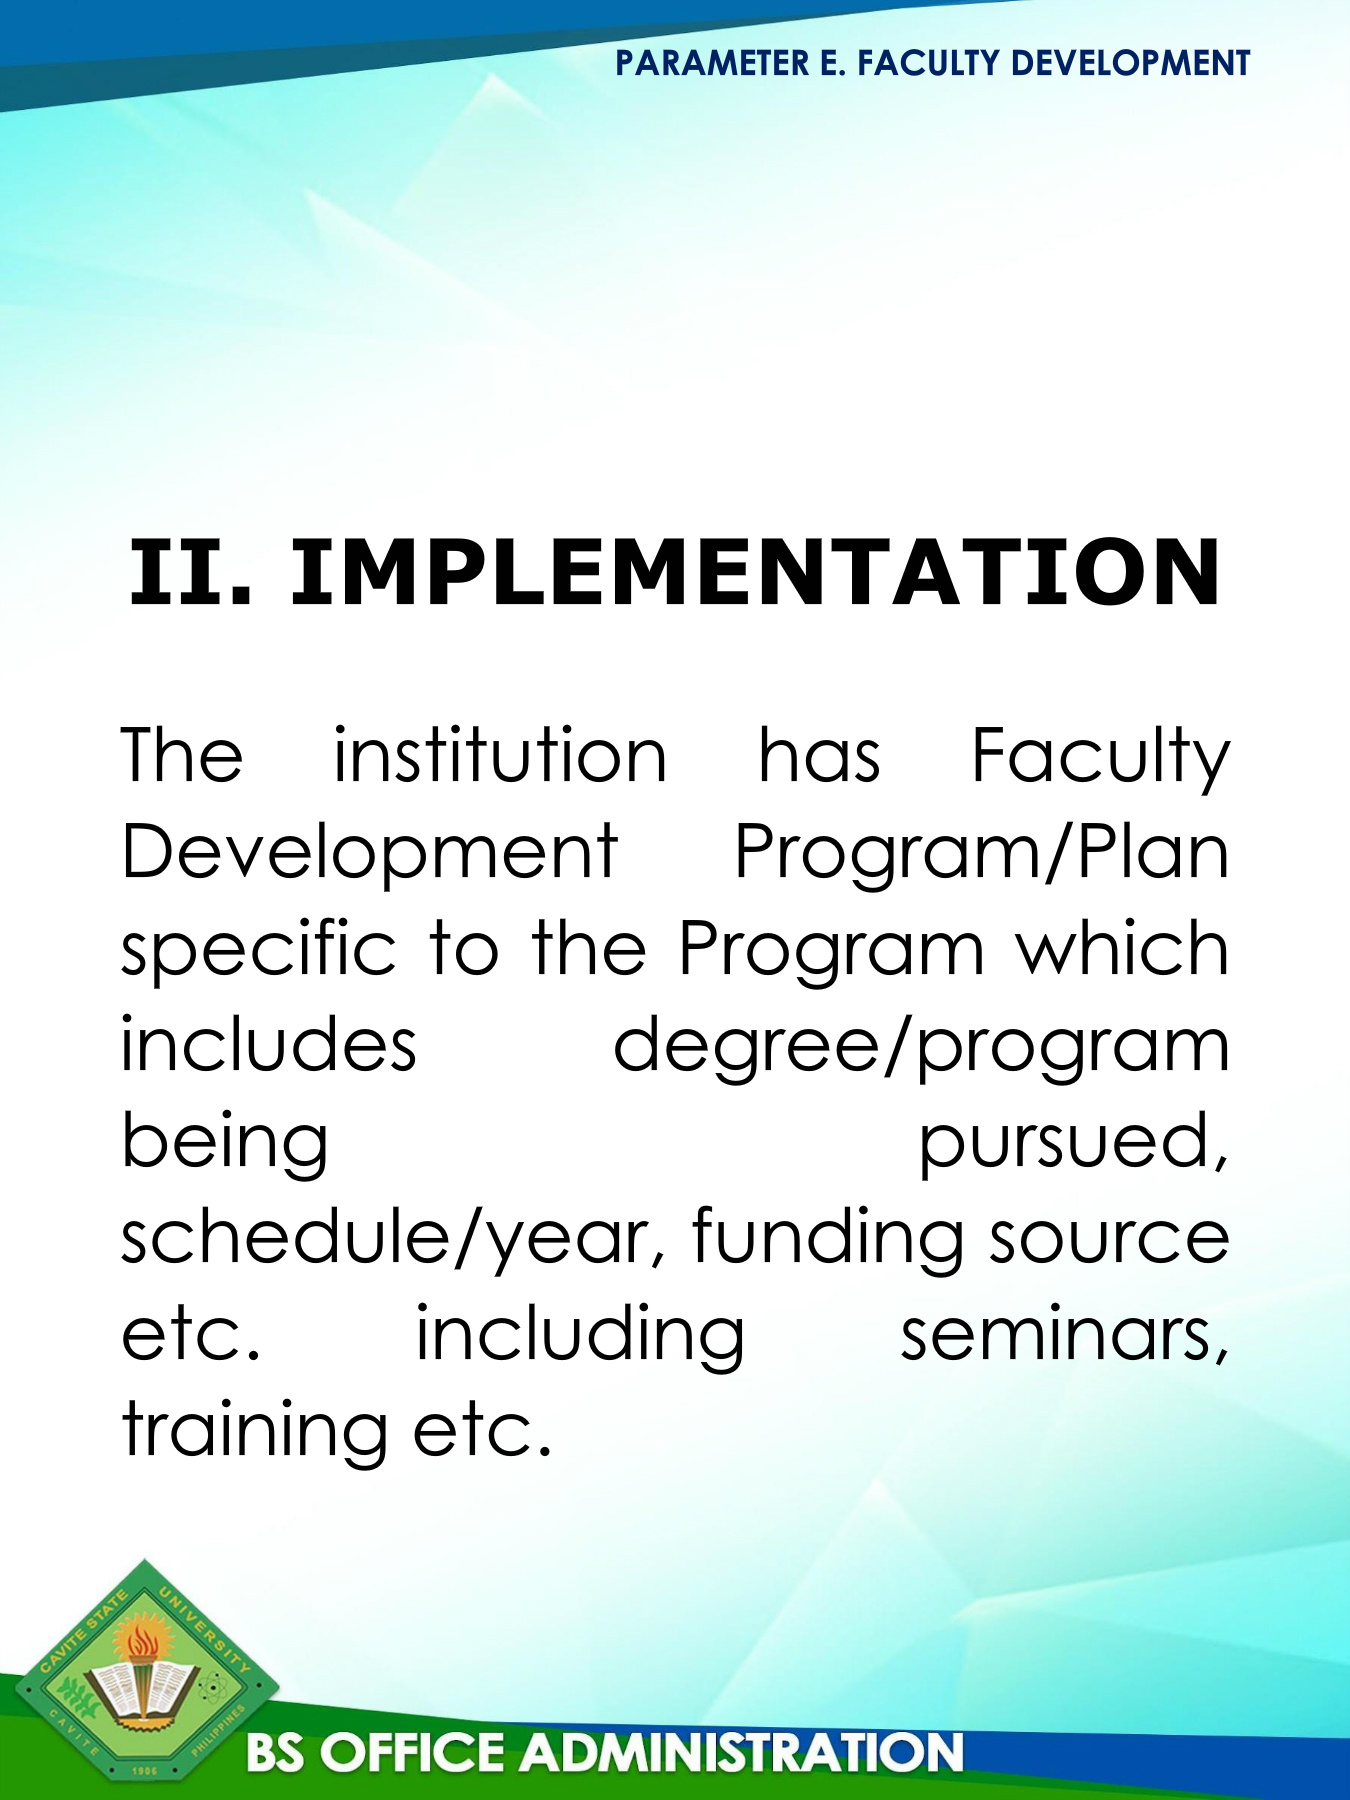 PARAMETER E. FACULTY DEVELOPMENT
II. IMPLEMENTATION
The institution has Faculty
Development Program/Plan
specific to the Program which
includes degree/program
being pursued,
schedule/year, funding source
etc. including seminars,
training etc.
CAVITE STATE UNIVERSITY
CAVITE PHILIPPINES
1906
BS OFFICE ADMINISTRATION